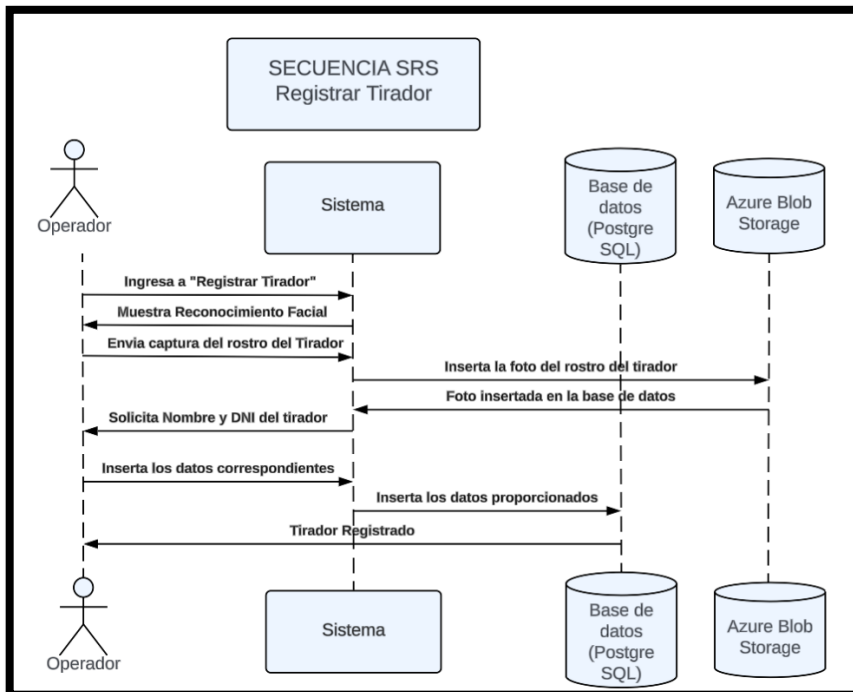 SECUENCIA SRS
Registrar Tirador
Operador
Sistema
Base de
datos
(Postgre
SQL)
Azure Blob
Storage
Ingresa a "Registrar Tirador"
Muestra Reconocimiento Facial
Envia captura del rostro del Tirador
Inserta la foto del rostro del tirador
Foto insertada en la base de datos
Solicita Nombre y DNI del tirador
Inserta los datos correspondientes
Inserta los datos proporcionados
Tirador Registrado
Operador
Sistema
Base de
datos
(Postgre
SQL)
Azure Blob
Storage